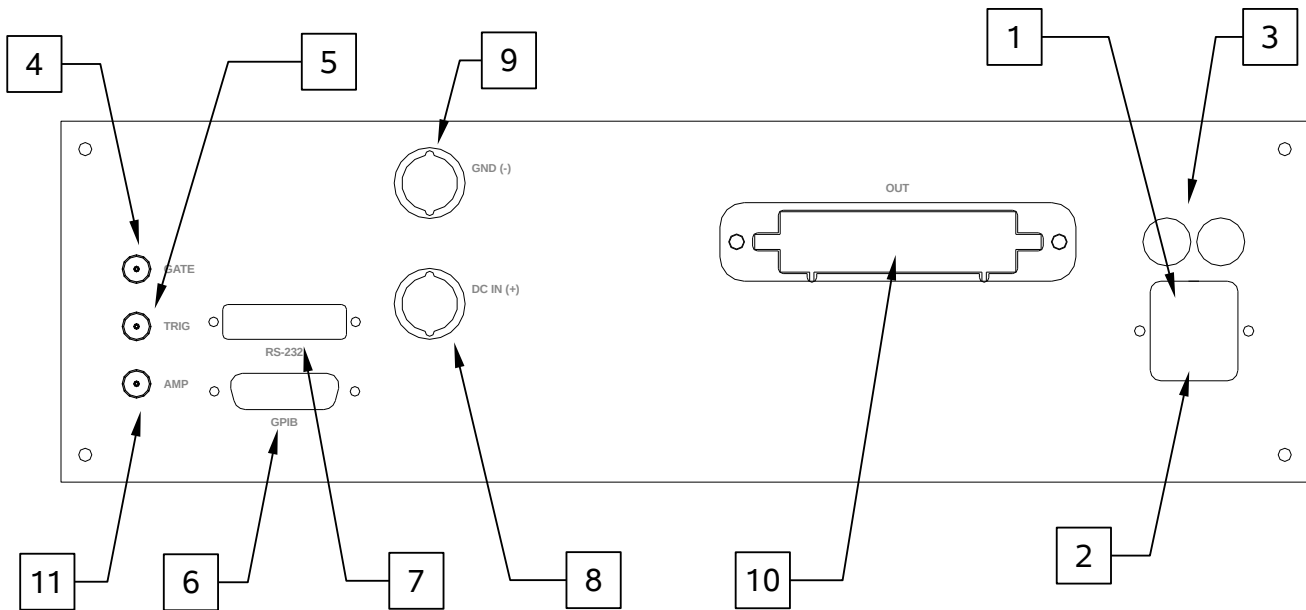 1
3
4
5
9
GND (-)
OUT
GATE
DC IN (+)
TRIG
RS-232
AMP
GPIB
11
6
7
8
10
2